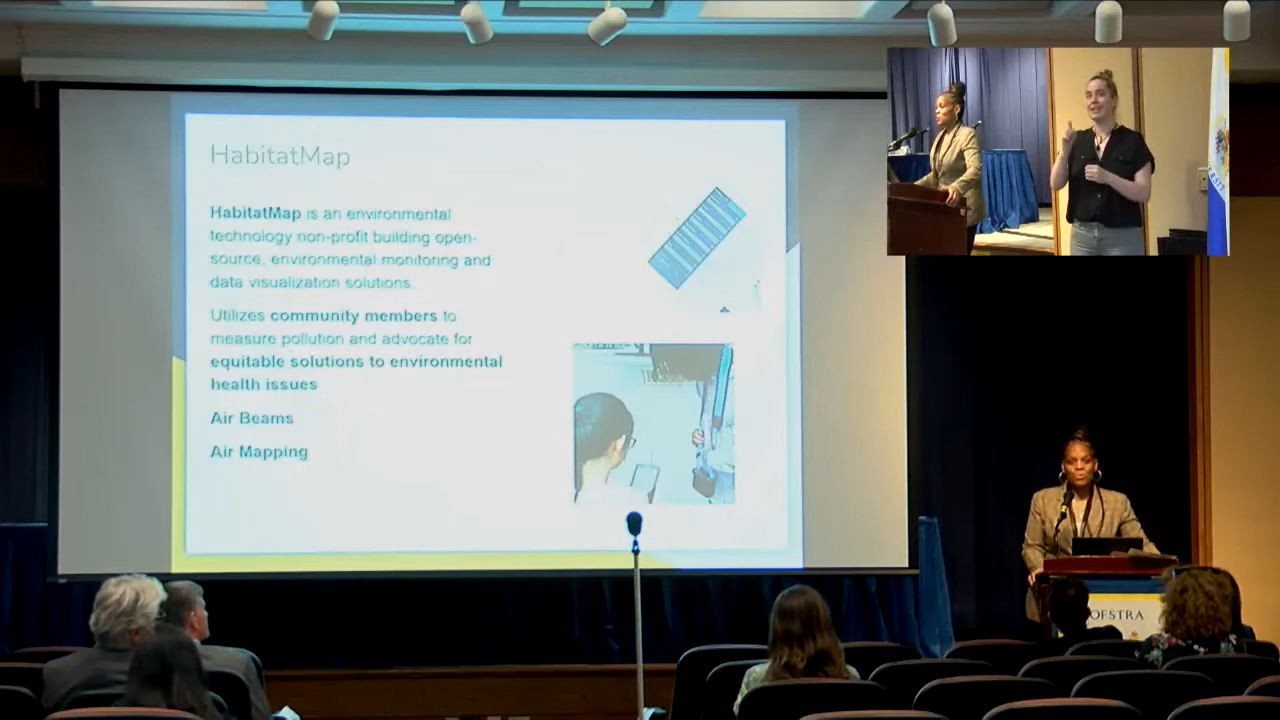 HabitatMap
HabitatMap is an environmental
technology non-profit building open-
source, environmental monitoring and
data visualization solutions.
Utilizes community members to
measure pollution and advocate for
equitable solutions to environmental
health issues
Air Beams
Air Mapping
OFSTRA